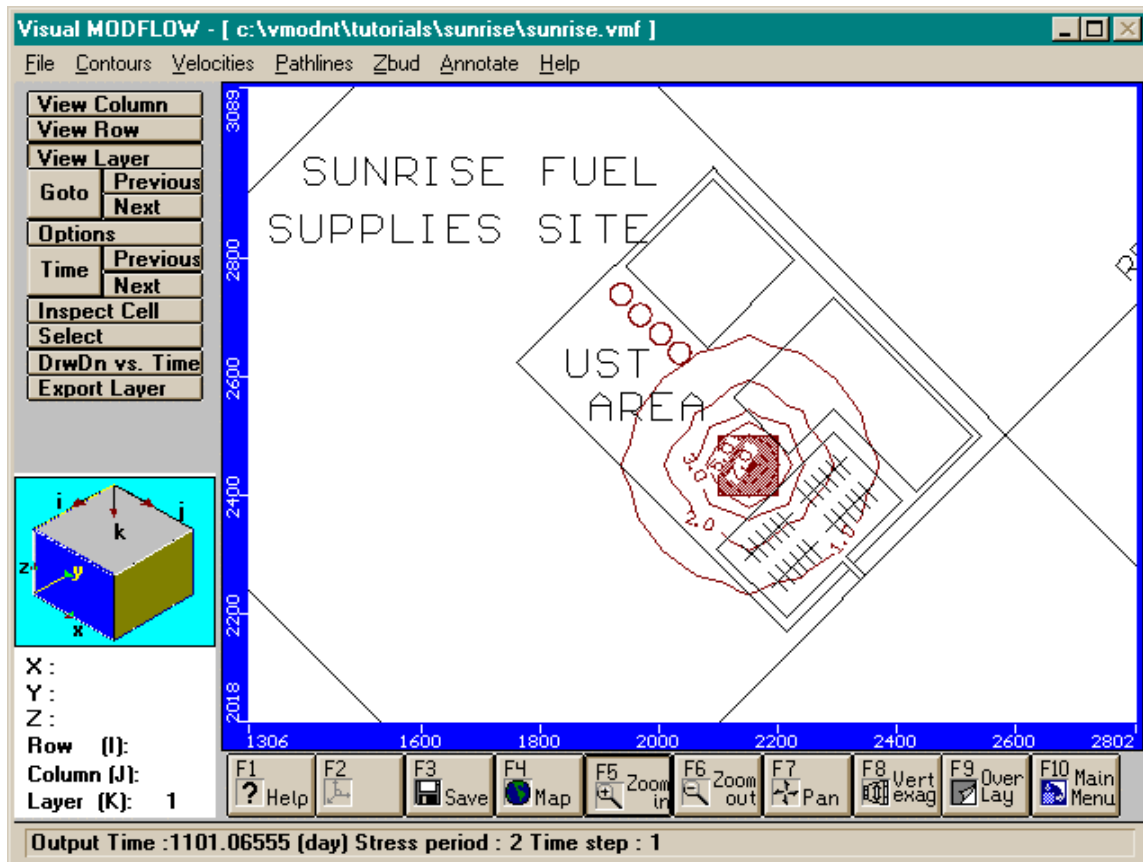 Visual MODFLOW - [ c:\vmodnt\tutorials\sunrise\sunrise.vmf ]
File Contours Velocities Pathlines Zbud Annotate Help
View Column
View Row
View Layer
Goto
Previous
Next
Options
Time
Previous
Next
Inspect Cell
Select
DrwDn vs. Time
Export Layer
i j
k
z y
x
X :
Y :
Z :
Row (I):
Column (J):
Layer (K): 1
3089
2800
2600
2400
2200
2018
SUNRISE FUEL
SUPPLIES SITE
UST
AREA
3.0
5.0
7.0
2.0
1.0
1306 1600 1800 2000 2200 2400 2600 2802
F1 ? Help
F2
F3 Save
F4 Map
F5 Zoom in
F6 Zoom out
F7 Pan
F8 Vert exag
F9 Over Lay
F10 Main Menu
Output Time :1101.06555 (day) Stress period : 2 Time step : 1